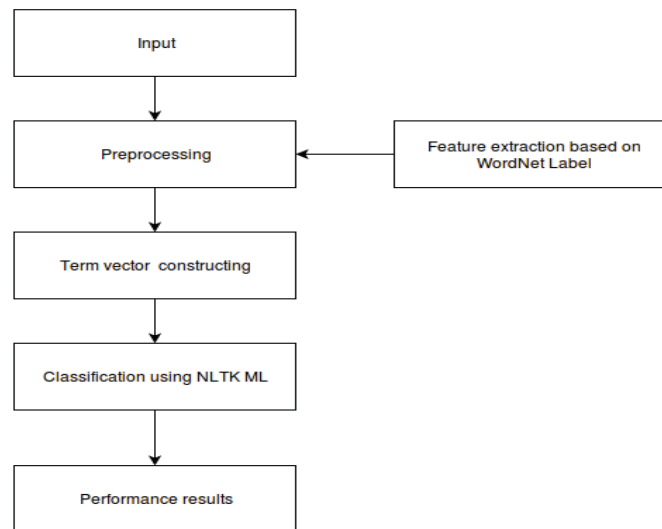 Input
Preprocessing
Feature extraction based on
WordNet Label
Term vector constructing
Classification using NLTK ML
Performance results